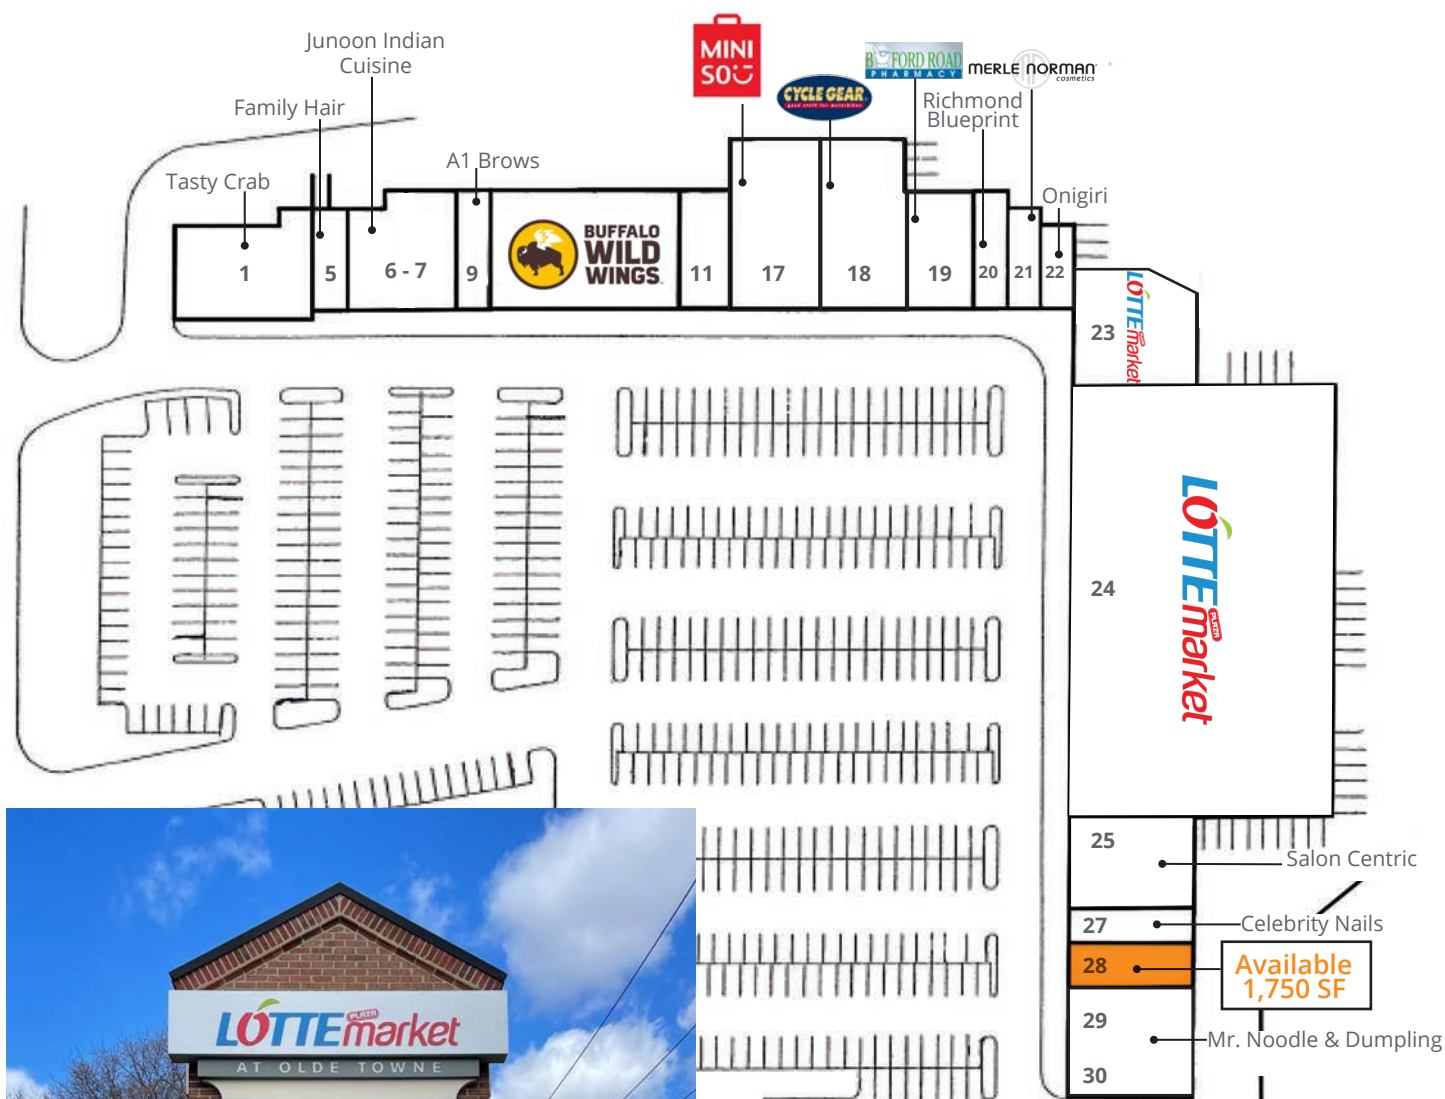 Junoon Indian
Cuisine
Family Hair
Tasty Crab
A1 Brows
MINI
SO
CYCLE GEAR
BUFORD ROAD
PHARMACY
MERLE NORMAN
cosmetics
Richmond
Blueprint
Onigiri
BUFFALO
WILD
WINGS
1
5
6 - 7
9
11
17
18
19
20
21
22
23
LOTTE market
24
LOTTE PLAZA market
25
Salon Centric
27
Celebrity Nails
28
Available
1,750 SF
29
Mr. Noodle & Dumpling
30
LOTTE PLAZA market
AT OLDE TOWNE